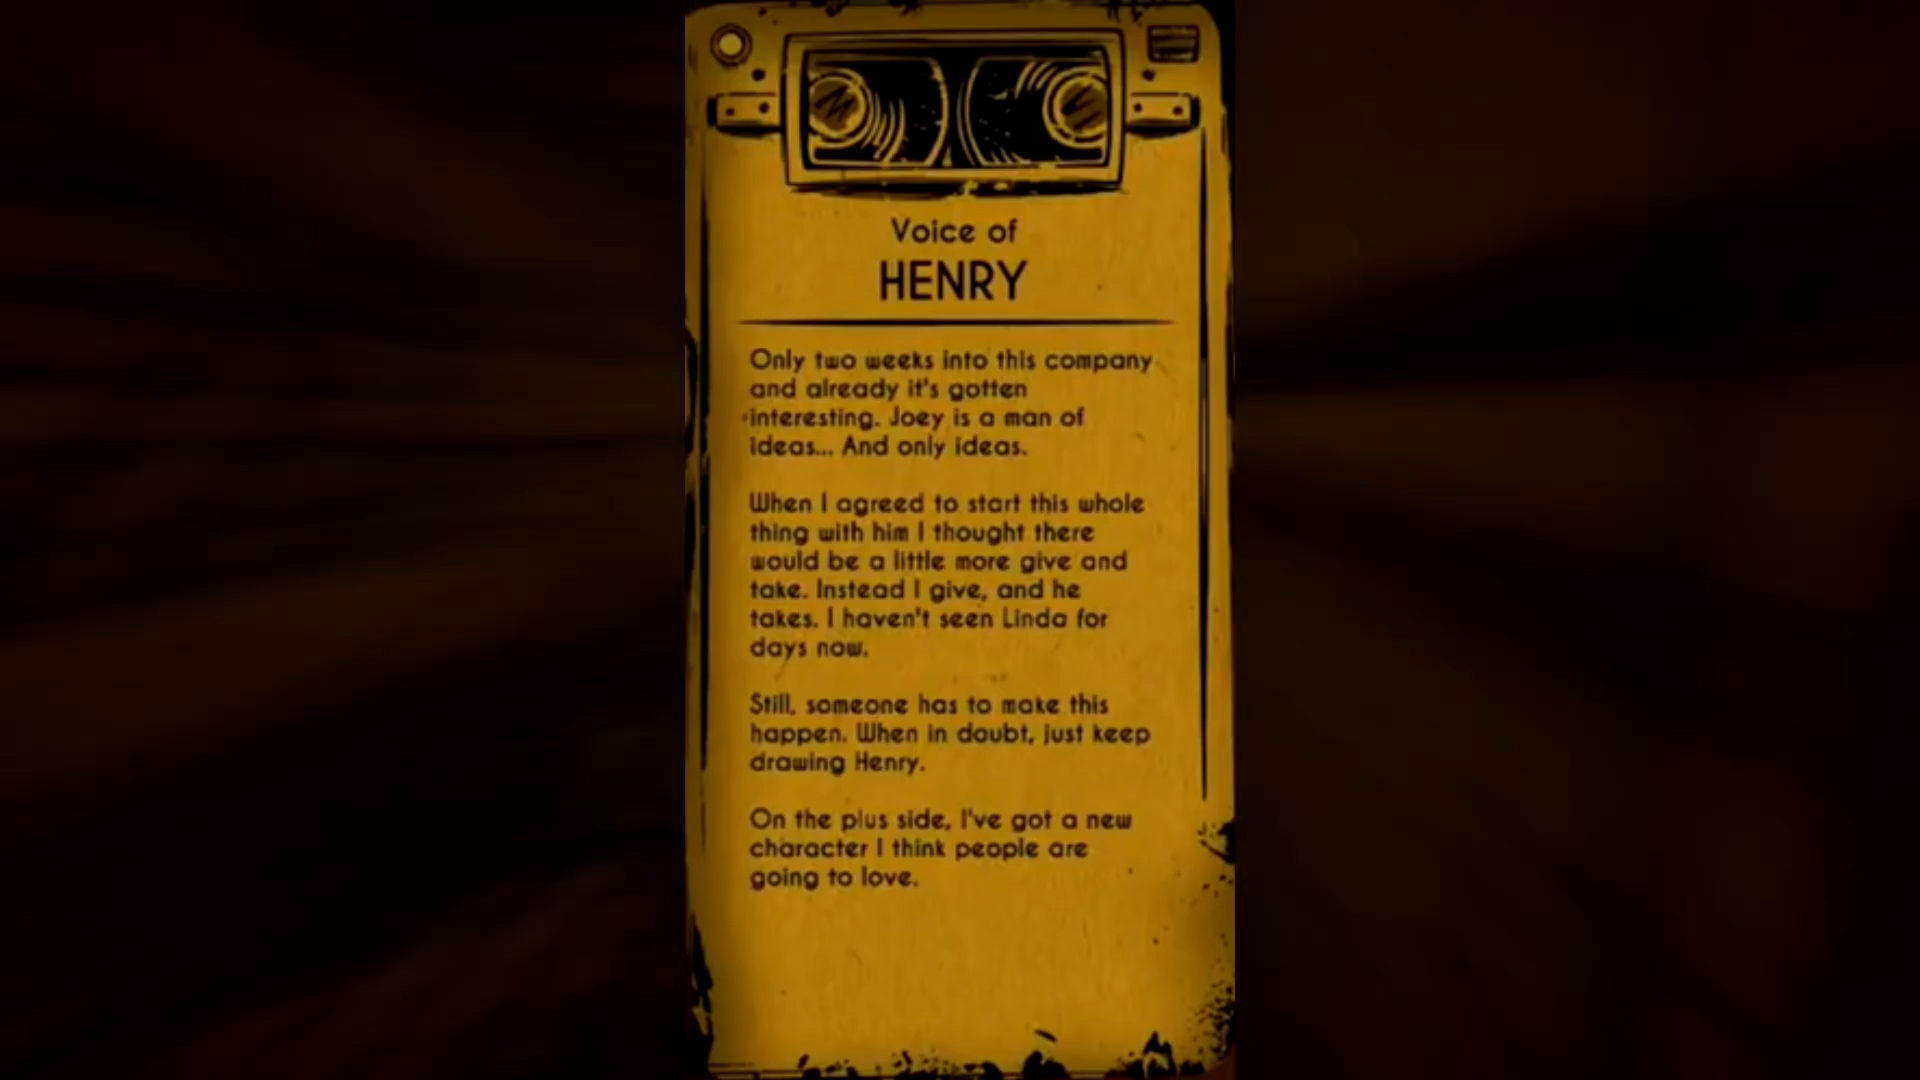 Voice of
HENRY
Only two weeks into this company
and already it's gotten
interesting. Joey is a man of
ideas... And only ideas.
When I agreed to start this whole
thing with him I thought there
would be a little more give and
take. Instead I give, and he
takes. I haven't seen Linda for
days now.
Still, someone has to make this
happen. When in doubt, just keep
drawing Henry.
On the plus side, I've got a new
character I think people are
going to love.